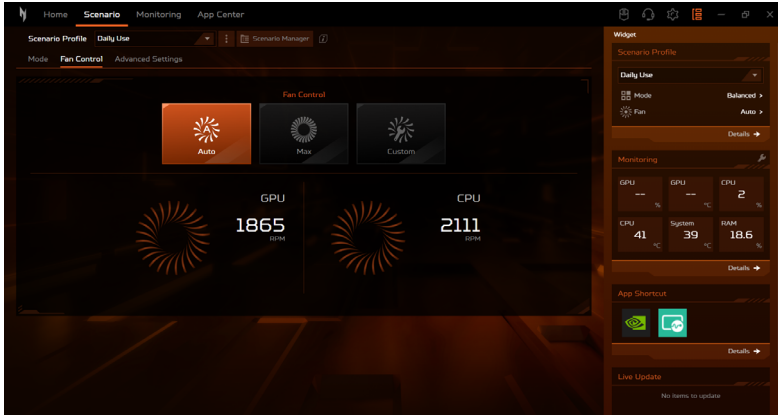 Home Scenario Monitoring App Center
Scenario Profile Daily Use Scenario Manager
Mode Fan Control Advanced Settings
Fan Control
A
Auto Max Custom
GPU CPU
1865 2111
RPM RPM
Widget
Scenario Profile
Daily Use
Mode Balanced >
Fan Auto >
Details
Monitoring
GPU GPU CPU
-- -- 2
% °C %
CPU System RAM
41 39 18.6
°C °C %
Details
App Shortcut
Details
Live Update
No items to update